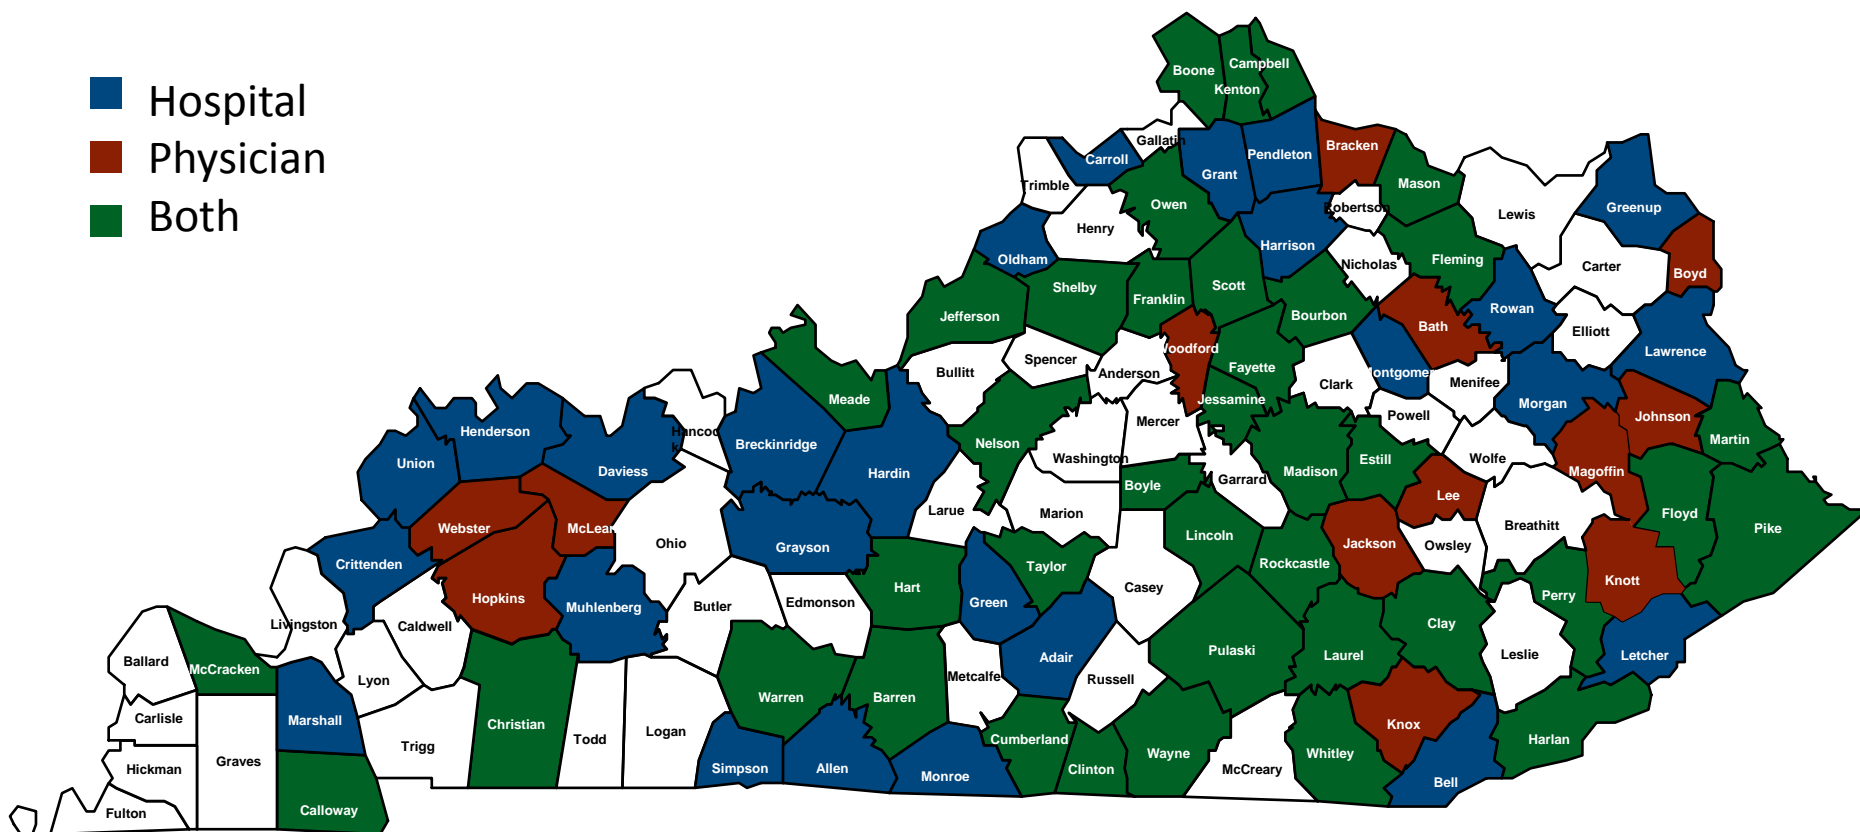 Hospital
Physician
Both
Boone
Campbell
Kenton
Gallatin
Carroll
Grant
Pendleton
Bracken
Mason
Trimble
Owen
Robertson
Lewis
Greenup
Henry
Harrison
Oldham
Nicholas
Fleming
Carter
Boyd
Shelby
Franklin
Scott
Jefferson
Bourbon
Rowan
Bath
Elliott
Woodford
Lawrence
Spencer
Bullitt
Anderson
Fayette
Clark
Montgomer
Menifee
Meade
Jessamine
Morgan
Powell
Johnson
Mercer
Hancoc
k
Henderson
Breckinridge
Nelson
Martin
Union
Daviess
Hardin
Washington
Madison
Estill
Wolfe
Magoffin
Boyle
Garrard
Lee
Larue
Marion
Floyd
Webster
McLean
Breathitt
Pike
Ohio
Grayson
Lincoln
Jackson
Owsley
Crittenden
Taylor
Rockcastle
Knott
Hart
Casey
Hopkins
Muhlenberg
Butler
Edmonson
Green
Perry
Livingston
Caldwell
Clay
Ballard
McCracken
Adair
Pulaski
Laurel
Leslie
Letcher
Lyon
Metcalfe
Russell
Warren
Barren
Carlisle
Marshall
Christian
Todd
Logan
Knox
Trigg
Cumberland
Wayne
Whitley
Harlan
Hickman
Graves
Simpson
Allen
Monroe
Clinton
McCreary
Bell
Fulton
Calloway